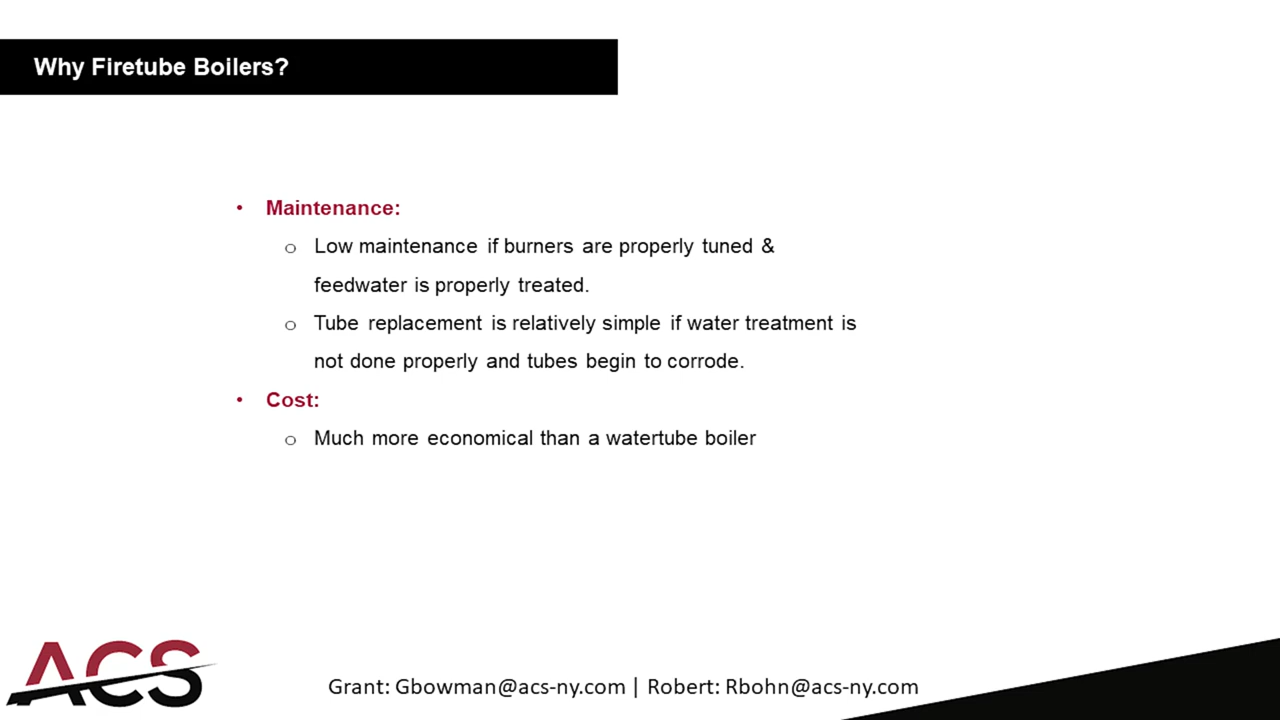 Why Firetube Boilers?
• Maintenance:
o Low maintenance if burners are properly tuned &
feedwater is properly treated.
o Tube replacement is relatively simple if water treatment is
not done properly and tubes begin to corrode.
• Cost:
o Much more economical than a watertube boiler
ACS
Grant: Gbowman@acs-ny.com | Robert: Rbohn@acs-ny.com